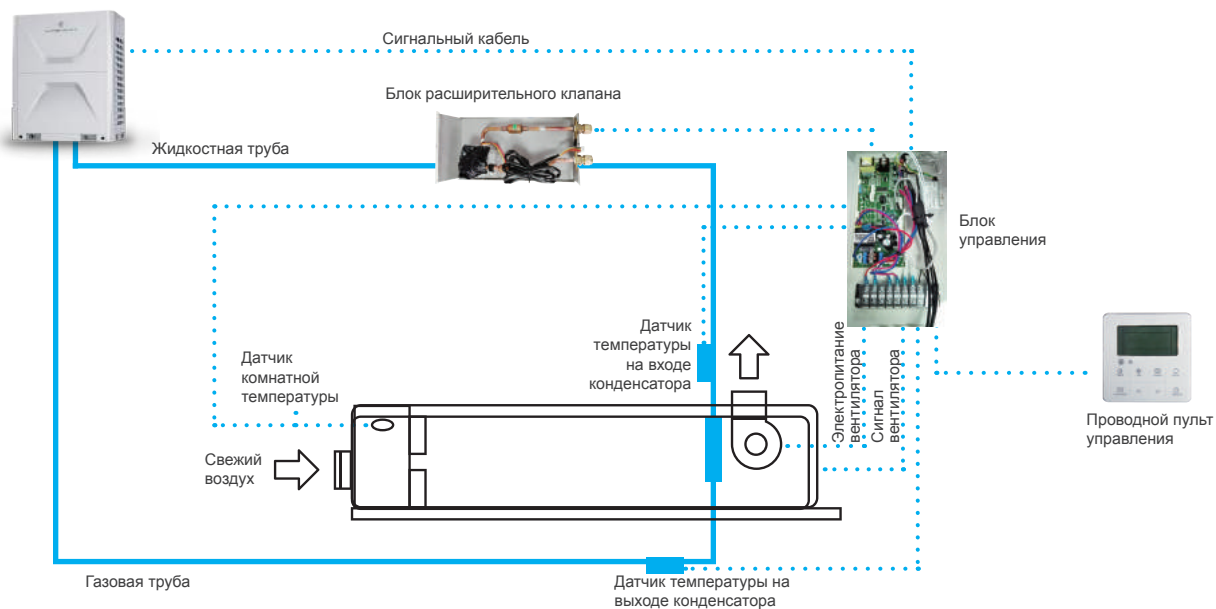 Сигнальный кабель
Блок расширительного клапана
Жидкостная труба
Блок
управления
Датчик
температуры
на входе
конденсатора
Датчик
комнатной
температуры
Электропитание
вентилятора
Сигнал
вентилятора
Проводной пульт
управления
Свежий
воздух
Газовая труба
Датчик температуры на
выходе конденсатора